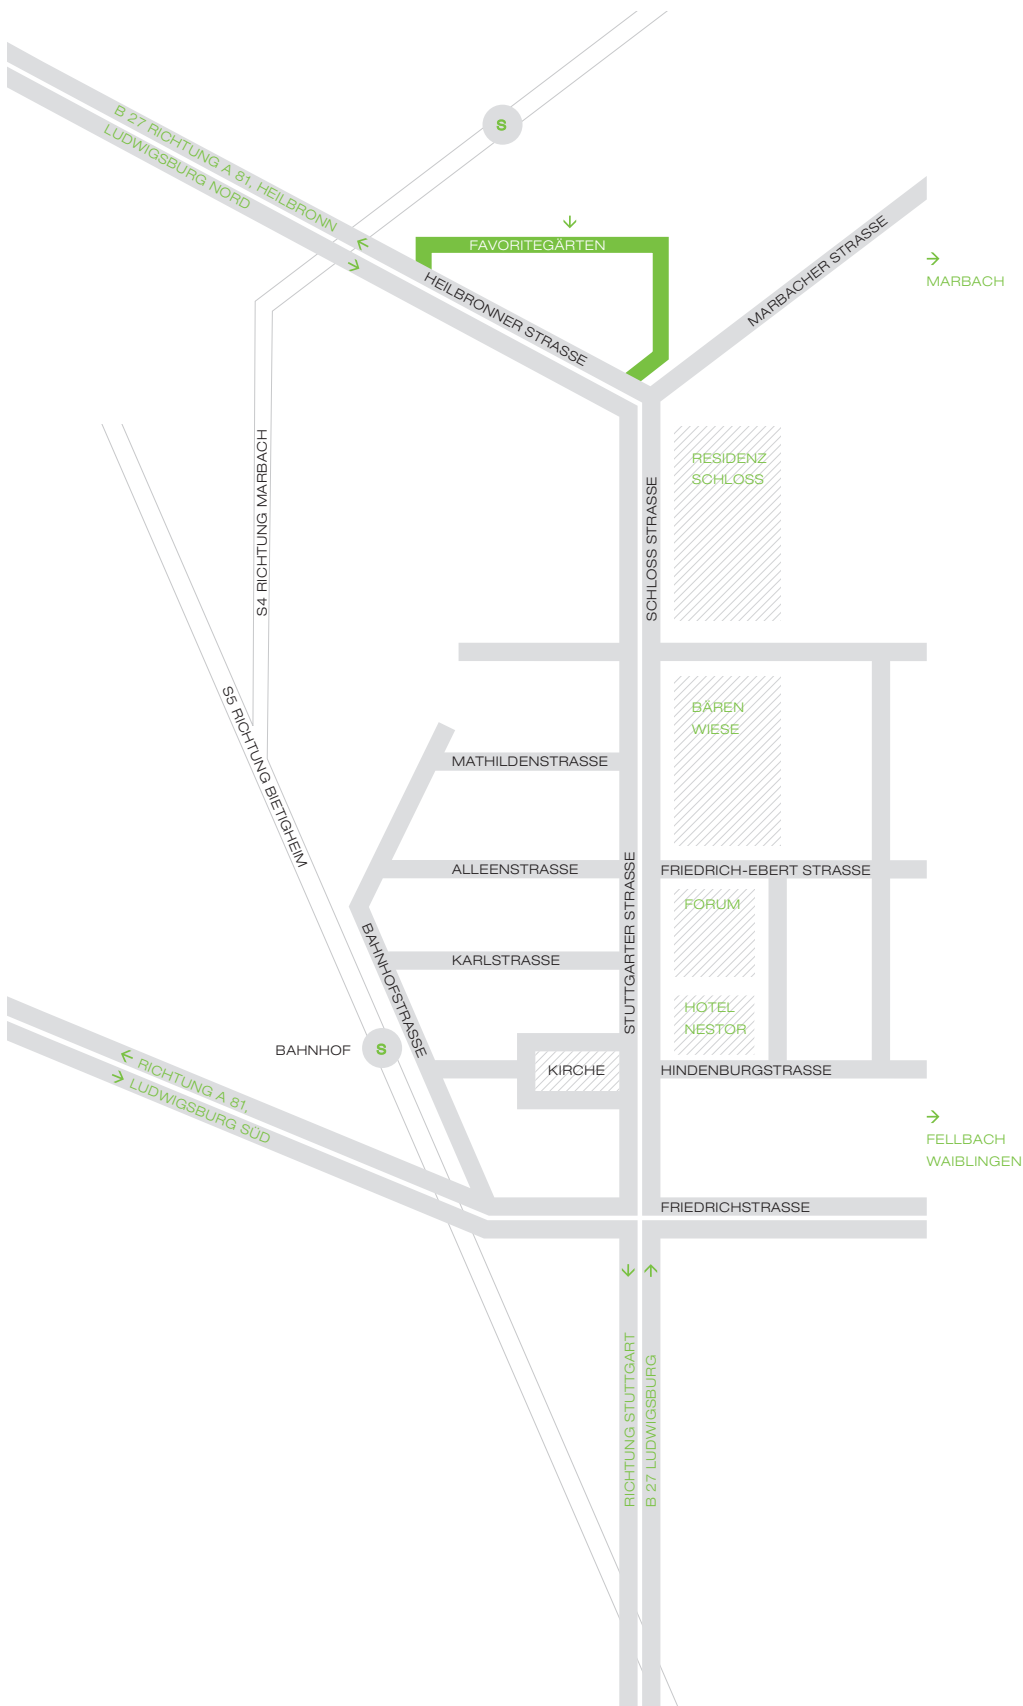 B 27 RICHTUNG A 81, HEILBRONN
LUDWIGSBURG NORD
S
FAVORITEGÄRTEN
HEILBRONNER STRASSE
MARBACHER STRASSE
MARBACH
RESIDENZ
SCHLOSS
SCHLOSS STRASSE
S4 RICHTUNG MARBACH
S5 RICHTUNG BIETIGHEIM
BÄREN
WIESE
MATHILDENSTRASSE
ALLEENSTRASSE
FRIEDRICH-EBERT STRASSE
STUTTGARTER STRASSE
FORUM
BAHNHOFSTRASSE
KARLSTRASSE
HOTEL
NESTOR
BAHNHOF
S
KIRCHE
HINDENBURGSTRASSE
RICHTUNG A 81,
LUDWIGSBURG SÜD
FELLBACH
WAIBLINGEN
FRIEDRICHSTRASSE
RICHTUNG STUTTGART
B 27 LUDWIGSBURG